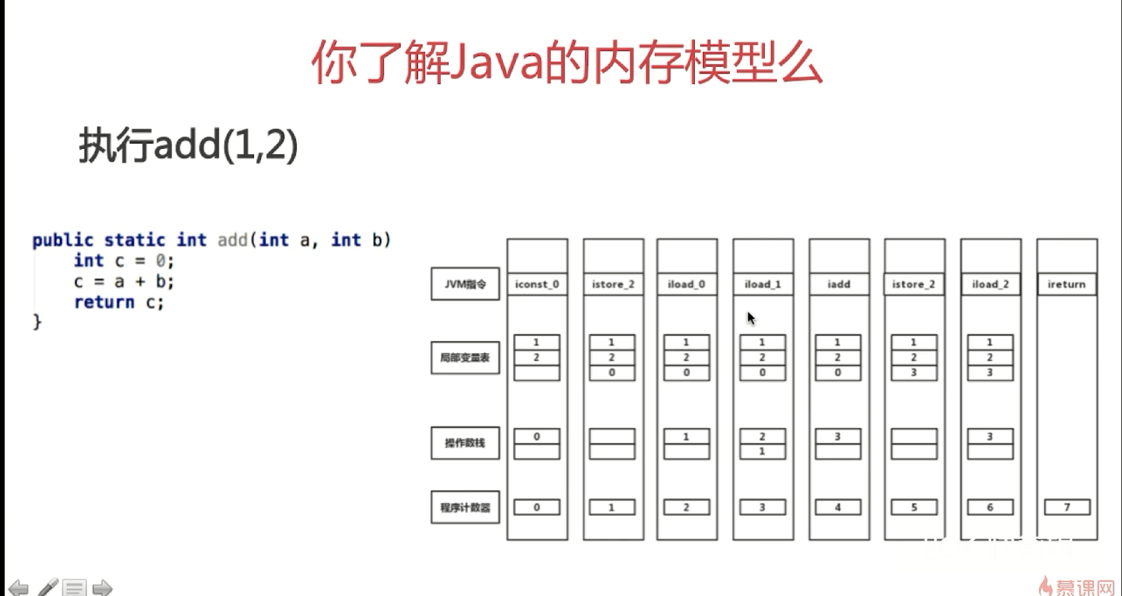 你了解Java的内存模型么
执行add(1,2)
public static int add(int a, int b)
int c = 0;
c = a + b;
return c;
}
JVM指令 iconst_0 istore_2 iload_0 iload_1 iadd istore_2 iload_2 ireturn
局部变量表 1 1 1 1 1 1 1
2 2 2 2 2 2 2
0 0 0 0 3 3
操作数栈 0 1 2 3 3
1
程序计数器 0 1 2 3 4 5 6 7
慕课网